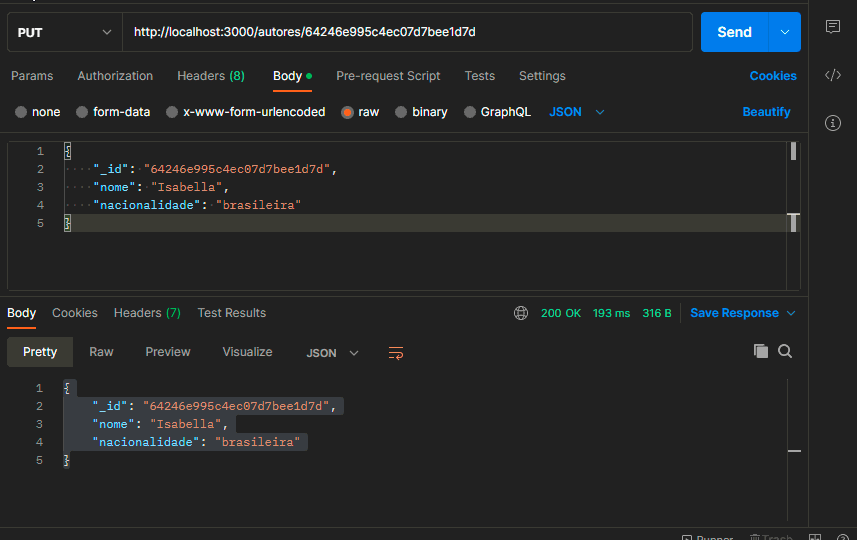 PUT http://localhost:3000/autores/64246e995c4ec07d7bee1d7d Send
Params Authorization Headers (8) Body Pre-request Script Tests Settings Cookies
none form-data x-www-form-urlencoded raw binary GraphQL JSON Beautify
1 {
2 "_id": "64246e995c4ec07d7bee1d7d",
3 "nome": "Isabella",
4 "nacionalidade": "brasileira"
5 }
Body Cookies Headers (7) Test Results 200 OK 193 ms 316 B Save Response
Pretty Raw Preview Visualize JSON
1 {
2 "_id": "64246e995c4ec07d7bee1d7d",
3 "nome": "Isabella",
4 "nacionalidade": "brasileira"
5 }
Runner Trash